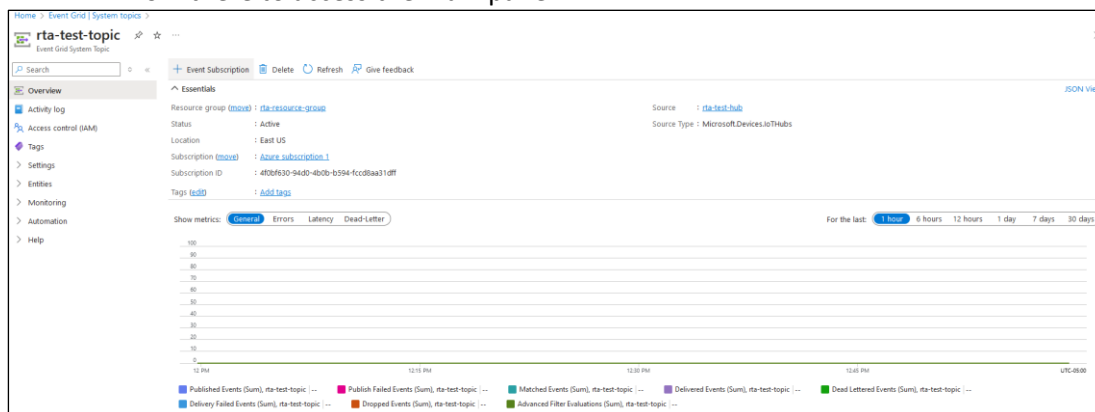 Home > Event Grid | System topics >
rta-test-topic
Event Grid System Topic
Search
+ Event Subscription Delete Refresh Give feedback
Overview
Activity log
Access control (IAM)
Tags
> Settings
> Entities
> Monitoring
> Automation
> Help
Essentials
JSON Vie
Resource group (move) : rta-resource-group
Status : Active
Location : East US
Subscription (move) : Azure subscription 1
Subscription ID : 4f0bf630-94d0-4b0b-b594-fccd8aa31dff
Tags (edit) : Add tags
Source : rta-test-hub
Source Type : Microsoft.Devices.IoTHubs
Show metrics: General Errors Latency Dead-Letter
For the last: 1 hour 6 hours 12 hours 1 day 7 days 30 days
100
90
80
70
60
50
40
30
20
10
0
12 PM 12:15 PM 12:30 PM 12:45 PM UTC-05:00
Published Events (Sum), rta-test-topic | --
Publish Failed Events (Sum), rta-test-topic | --
Matched Events (Sum), rta-test-topic | --
Delivered Events (Sum), rta-test-topic | --
Dead Lettered Events (Sum), rta-test-topic | --
Delivery Failed Events (Sum), rta-test-topic | --
Dropped Events (Sum), rta-test-topic | --
Advanced Filter Evaluations (Sum), rta-test-topic | --